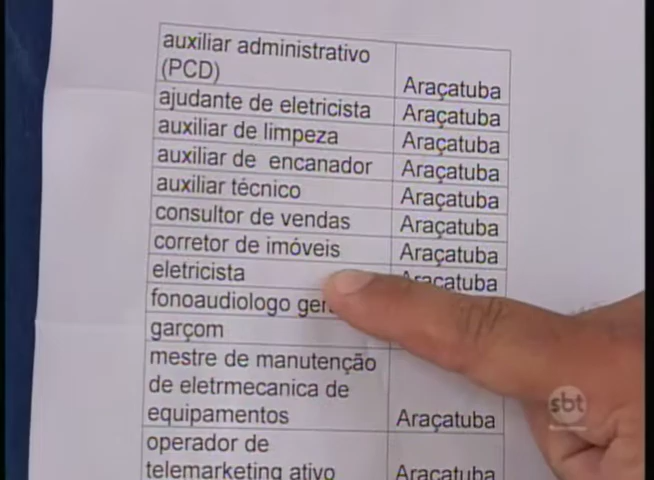 auxiliar administrativo
(PCD) Araçatuba
ajudante de eletricista Araçatuba
auxiliar de limpeza Araçatuba
auxiliar de encanador Araçatuba
auxiliar técnico Araçatuba
consultor de vendas Araçatuba
corretor de imóveis Araçatuba
eletricista Araçatuba
fonoaudiologo
garçom
mestre de manutenção
de eletrmecanica de
equipamentos Araçatuba
operador de
telemarketing ativo Araçatuba
sbt